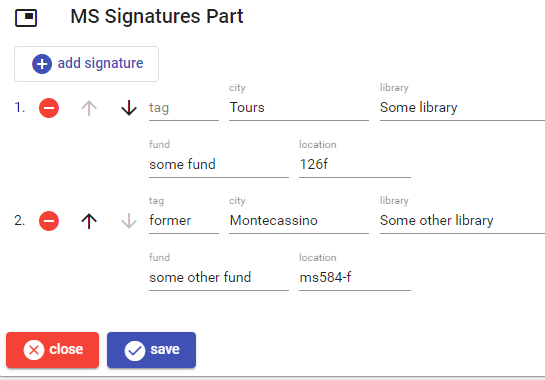 MS Signatures Part
add signature
city library
1. tag Tours Some library
fund location
some fund 126f
tag city library
2. former Montecassino Some other library
fund location
some other fund ms584-f
close save